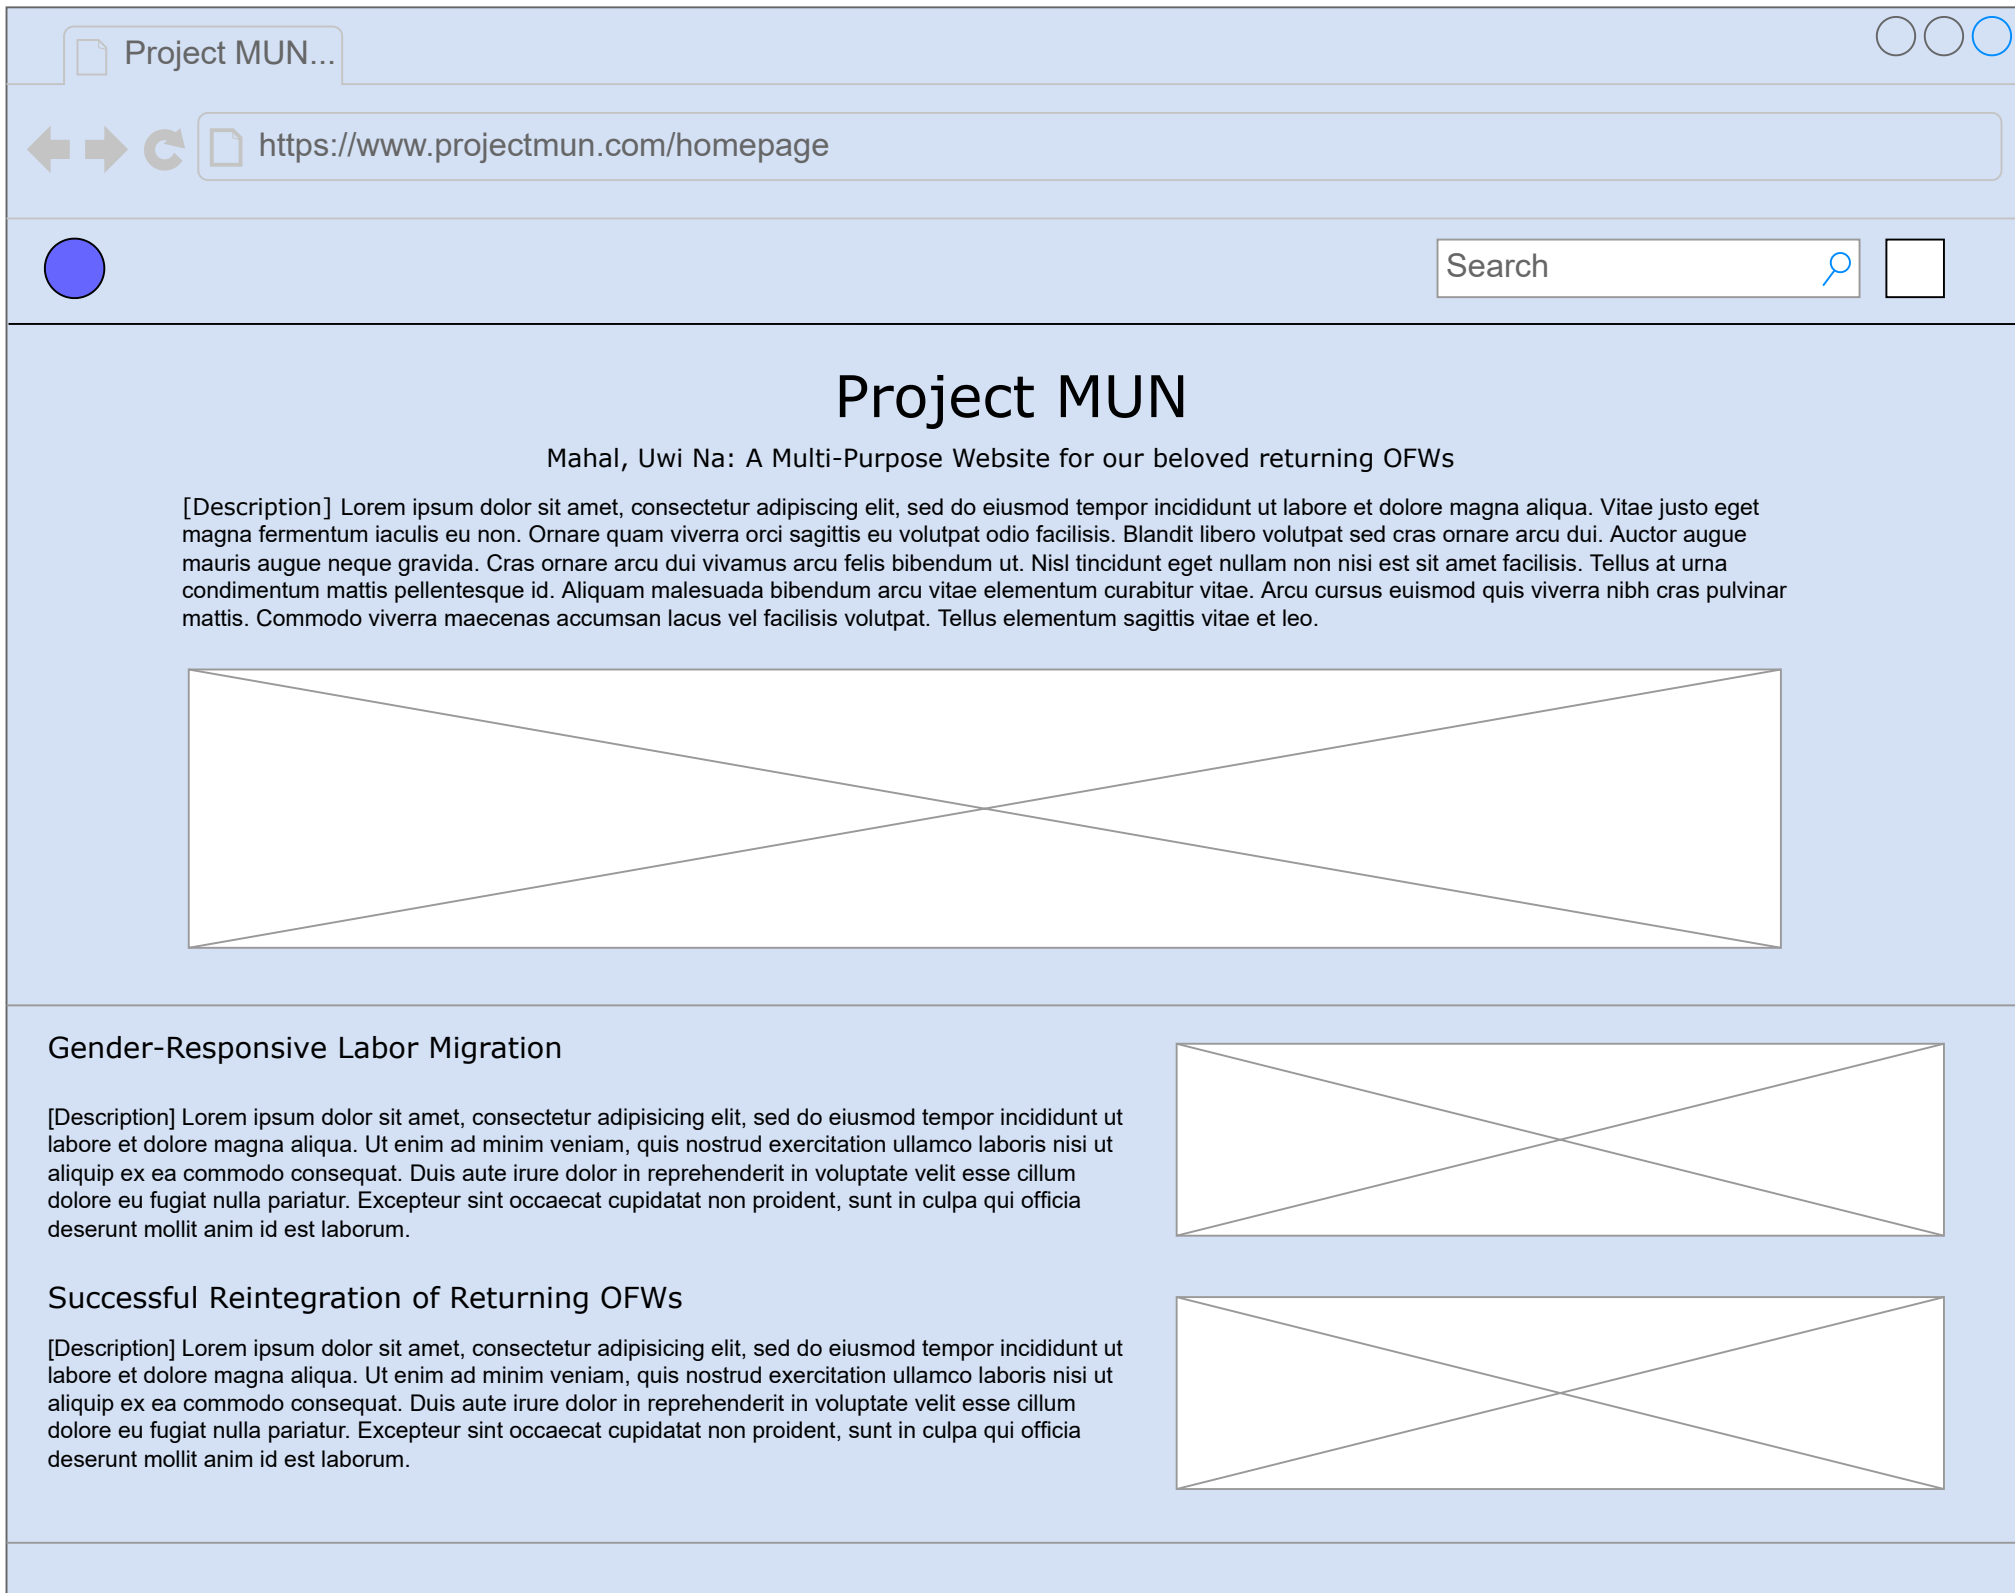 Project MUN...
https://www.projectmun.com/homepage
Search
Project MUN
Mahal, Uwi Na: A Multi-Purpose Website for our beloved returning OFWs
[Description] Lorem ipsum dolor sit amet, consectetur adipiscing elit, sed do eiusmod tempor incididunt ut labore et dolore magna aliqua. Vitae justo eget
magna fermentum iaculis eu non. Ornare quam viverra orci sagittis eu volutpat odio facilisis. Blandit libero volutpat sed cras ornare arcu dui. Auctor augue
mauris augue neque gravida. Cras ornare arcu dui vivamus arcu felis bibendum ut. Nisl tincidunt eget nullam non nisi est sit amet facilisis. Tellus at urna
condimentum mattis pellentesque id. Aliquam malesuada bibendum arcu vitae elementum curabitur vitae. Arcu cursus euismod quis viverra nibh cras pulvinar
mattis. Commodo viverra maecenas accumsan lacus vel facilisis volutpat. Tellus elementum sagittis vitae et leo.
Gender-Responsive Labor Migration
[Description] Lorem ipsum dolor sit amet, consectetur adipisicing elit, sed do eiusmod tempor incididunt ut
labore et dolore magna aliqua. Ut enim ad minim veniam, quis nostrud exercitation ullamco laboris nisi ut
aliquip ex ea commodo consequat. Duis aute irure dolor in reprehenderit in voluptate velit esse cillum
dolore eu fugiat nulla pariatur. Excepteur sint occaecat cupidatat non proident, sunt in culpa qui officia
deserunt mollit anim id est laborum.
Successful Reintegration of Returning OFWs
[Description] Lorem ipsum dolor sit amet, consectetur adipisicing elit, sed do eiusmod tempor incididunt ut
labore et dolore magna aliqua. Ut enim ad minim veniam, quis nostrud exercitation ullamco laboris nisi ut
aliquip ex ea commodo consequat. Duis aute irure dolor in reprehenderit in voluptate velit esse cillum
dolore eu fugiat nulla pariatur. Excepteur sint occaecat cupidatat non proident, sunt in culpa qui officia
deserunt mollit anim id est laborum.